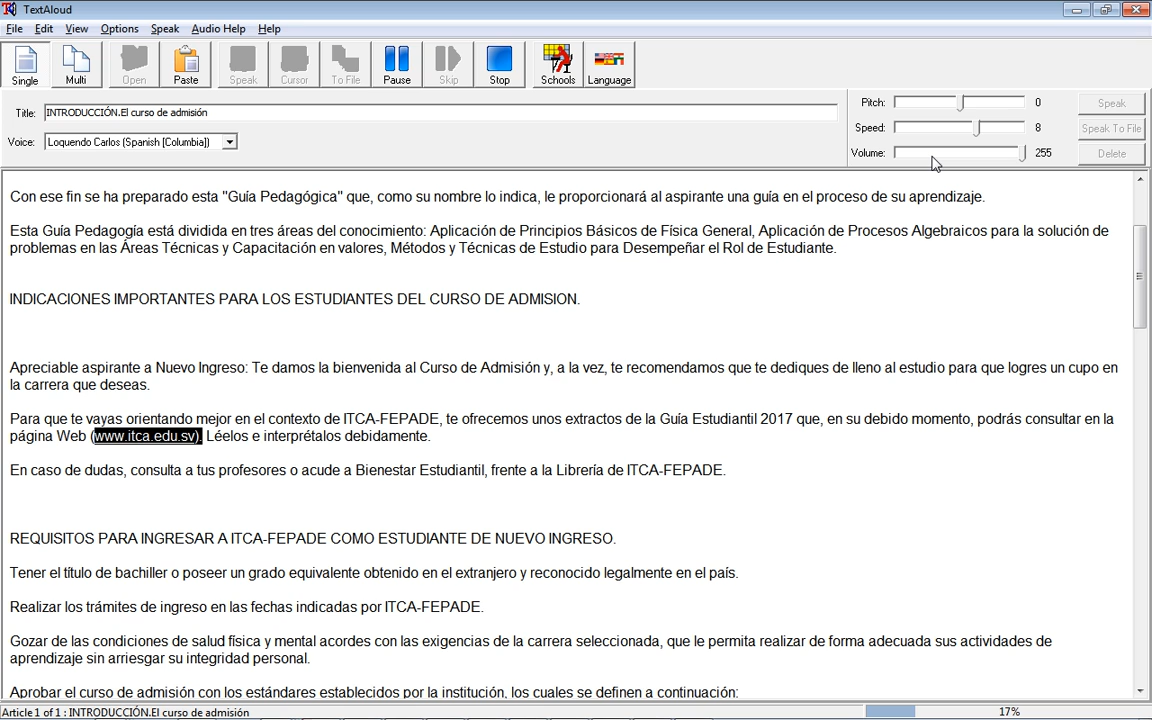 TextAloud
File Edit View Options Speak Audio Help Help
Single Multi Open Paste Speak Cursor To File Pause Skip Stop Schools Language
Title: INTRODUCCIÓN.El curso de admisión
Voice: Loquendo Carlos (Spanish [Columbia])
Pitch: 0 Speak
Speed: 8 Speak To File
Volume: 255 Delete
Con ese fin se ha preparado esta "Guía Pedagógica" que, como su nombre lo indica, le proporcionará al aspirante una guía en el proceso de su aprendizaje.
Esta Guía Pedagogía está dividida en tres áreas del conocimiento: Aplicación de Principios Básicos de Física General, Aplicación de Procesos Algebraicos para la solución de
problemas en las Áreas Técnicas y Capacitación en valores, Métodos y Técnicas de Estudio para Desempeñar el Rol de Estudiante.
INDICACIONES IMPORTANTES PARA LOS ESTUDIANTES DEL CURSO DE ADMISION.
Apreciable aspirante a Nuevo Ingreso: Te damos la bienvenida al Curso de Admisión y, a la vez, te recomendamos que te dediques de lleno al estudio para que logres un cupo en
la carrera que deseas.
Para que te vayas orientando mejor en el contexto de ITCA-FEPADE, te ofrecemos unos extractos de la Guía Estudiantil 2017 que, en su debido momento, podrás consultar en la
página Web (www.itca.edu.sv). Léelos e interprétalos debidamente.
En caso de dudas, consulta a tus profesores o acude a Bienestar Estudiantil, frente a la Librería de ITCA-FEPADE.
REQUISITOS PARA INGRESAR A ITCA-FEPADE COMO ESTUDIANTE DE NUEVO INGRESO.
Tener el título de bachiller o poseer un grado equivalente obtenido en el extranjero y reconocido legalmente en el país.
Realizar los trámites de ingreso en las fechas indicadas por ITCA-FEPADE.
Gozar de las condiciones de salud física y mental acordes con las exigencias de la carrera seleccionada, que le permita realizar de forma adecuada sus actividades de
aprendizaje sin arriesgar su integridad personal.
Aprobar el curso de admisión con los estándares establecidos por la institución, los cuales se definen a continuación:
Article 1 of 1 : INTRODUCCIÓN.El curso de admisión 17%